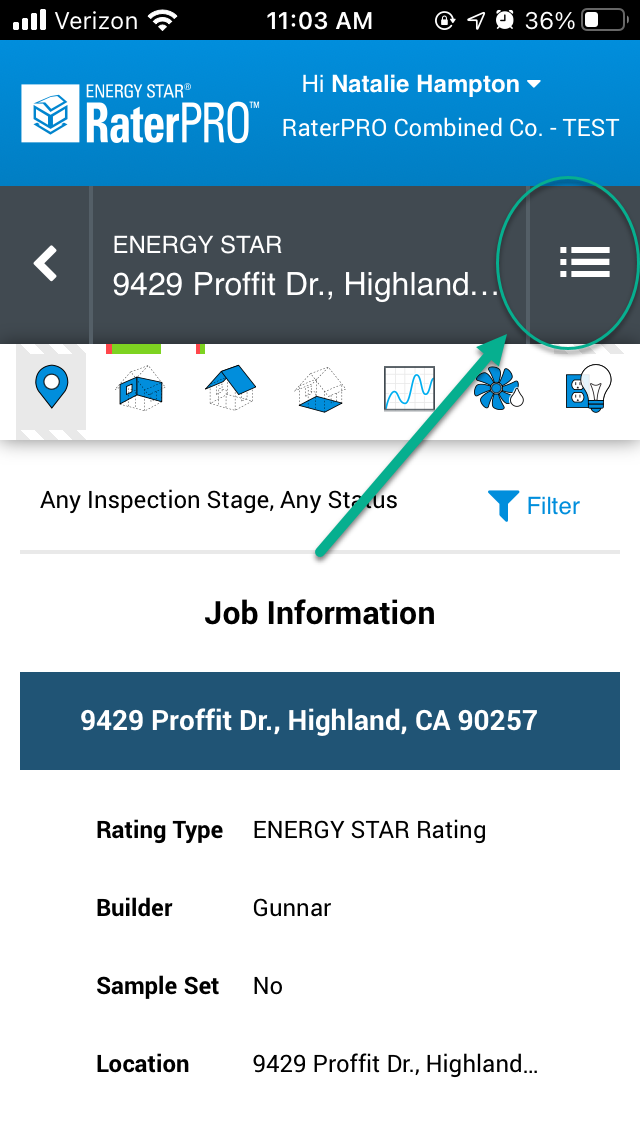 Verizon 11:03 AM 36%
ENERGY STAR®
RaterPRO™
Hi Natalie Hampton
RaterPRO Combined Co. - TEST
ENERGY STAR
9429 Proffit Dr., Highland...
Any Inspection Stage, Any Status
Filter
Job Information
9429 Proffit Dr., Highland, CA 90257
Rating Type ENERGY STAR Rating
Builder Gunnar
Sample Set No
Location 9429 Proffit Dr., Highland...